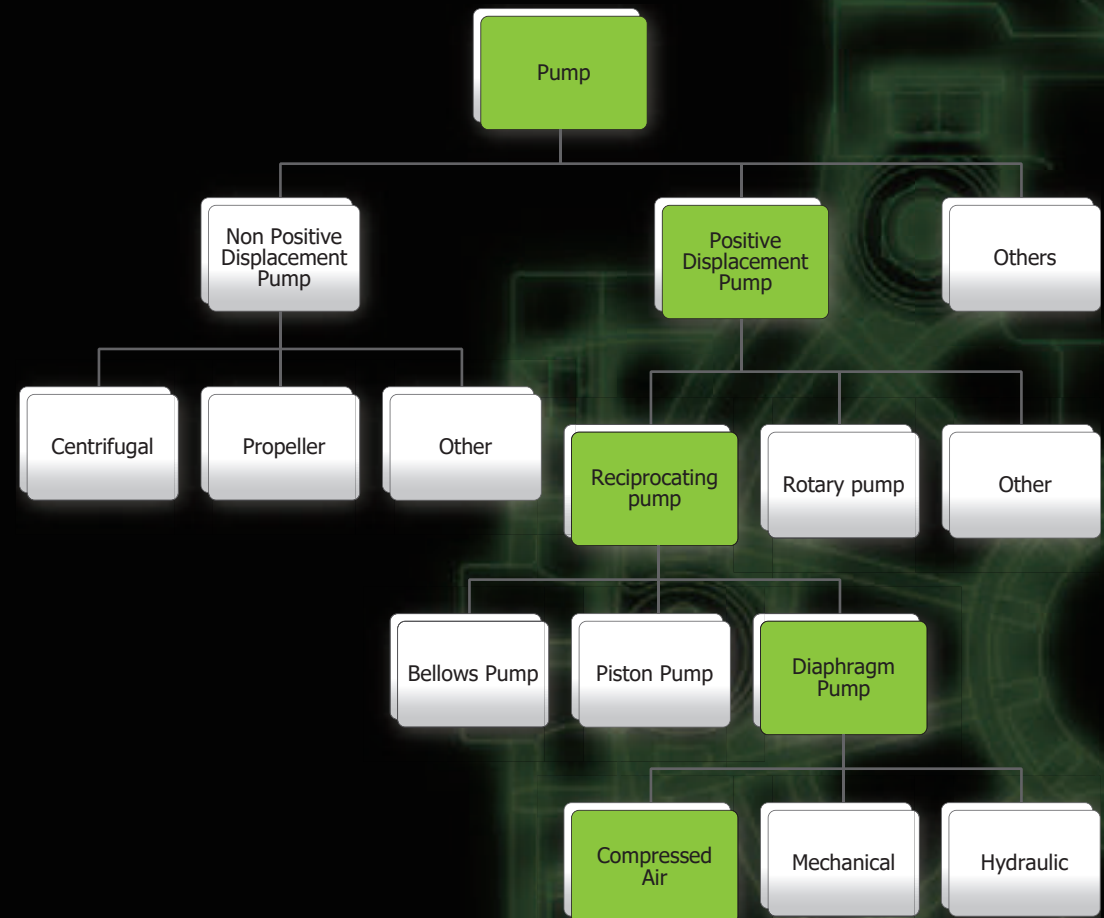 Pump
Non Positive
Displacement
Pump
Positive
Displacement
Pump
Others
Centrifugal
Propeller
Other
Reciprocating
pump
Rotary pump
Other
Bellows Pump
Piston Pump
Diaphragm
Pump
Compressed
Air
Mechanical
Hydraulic